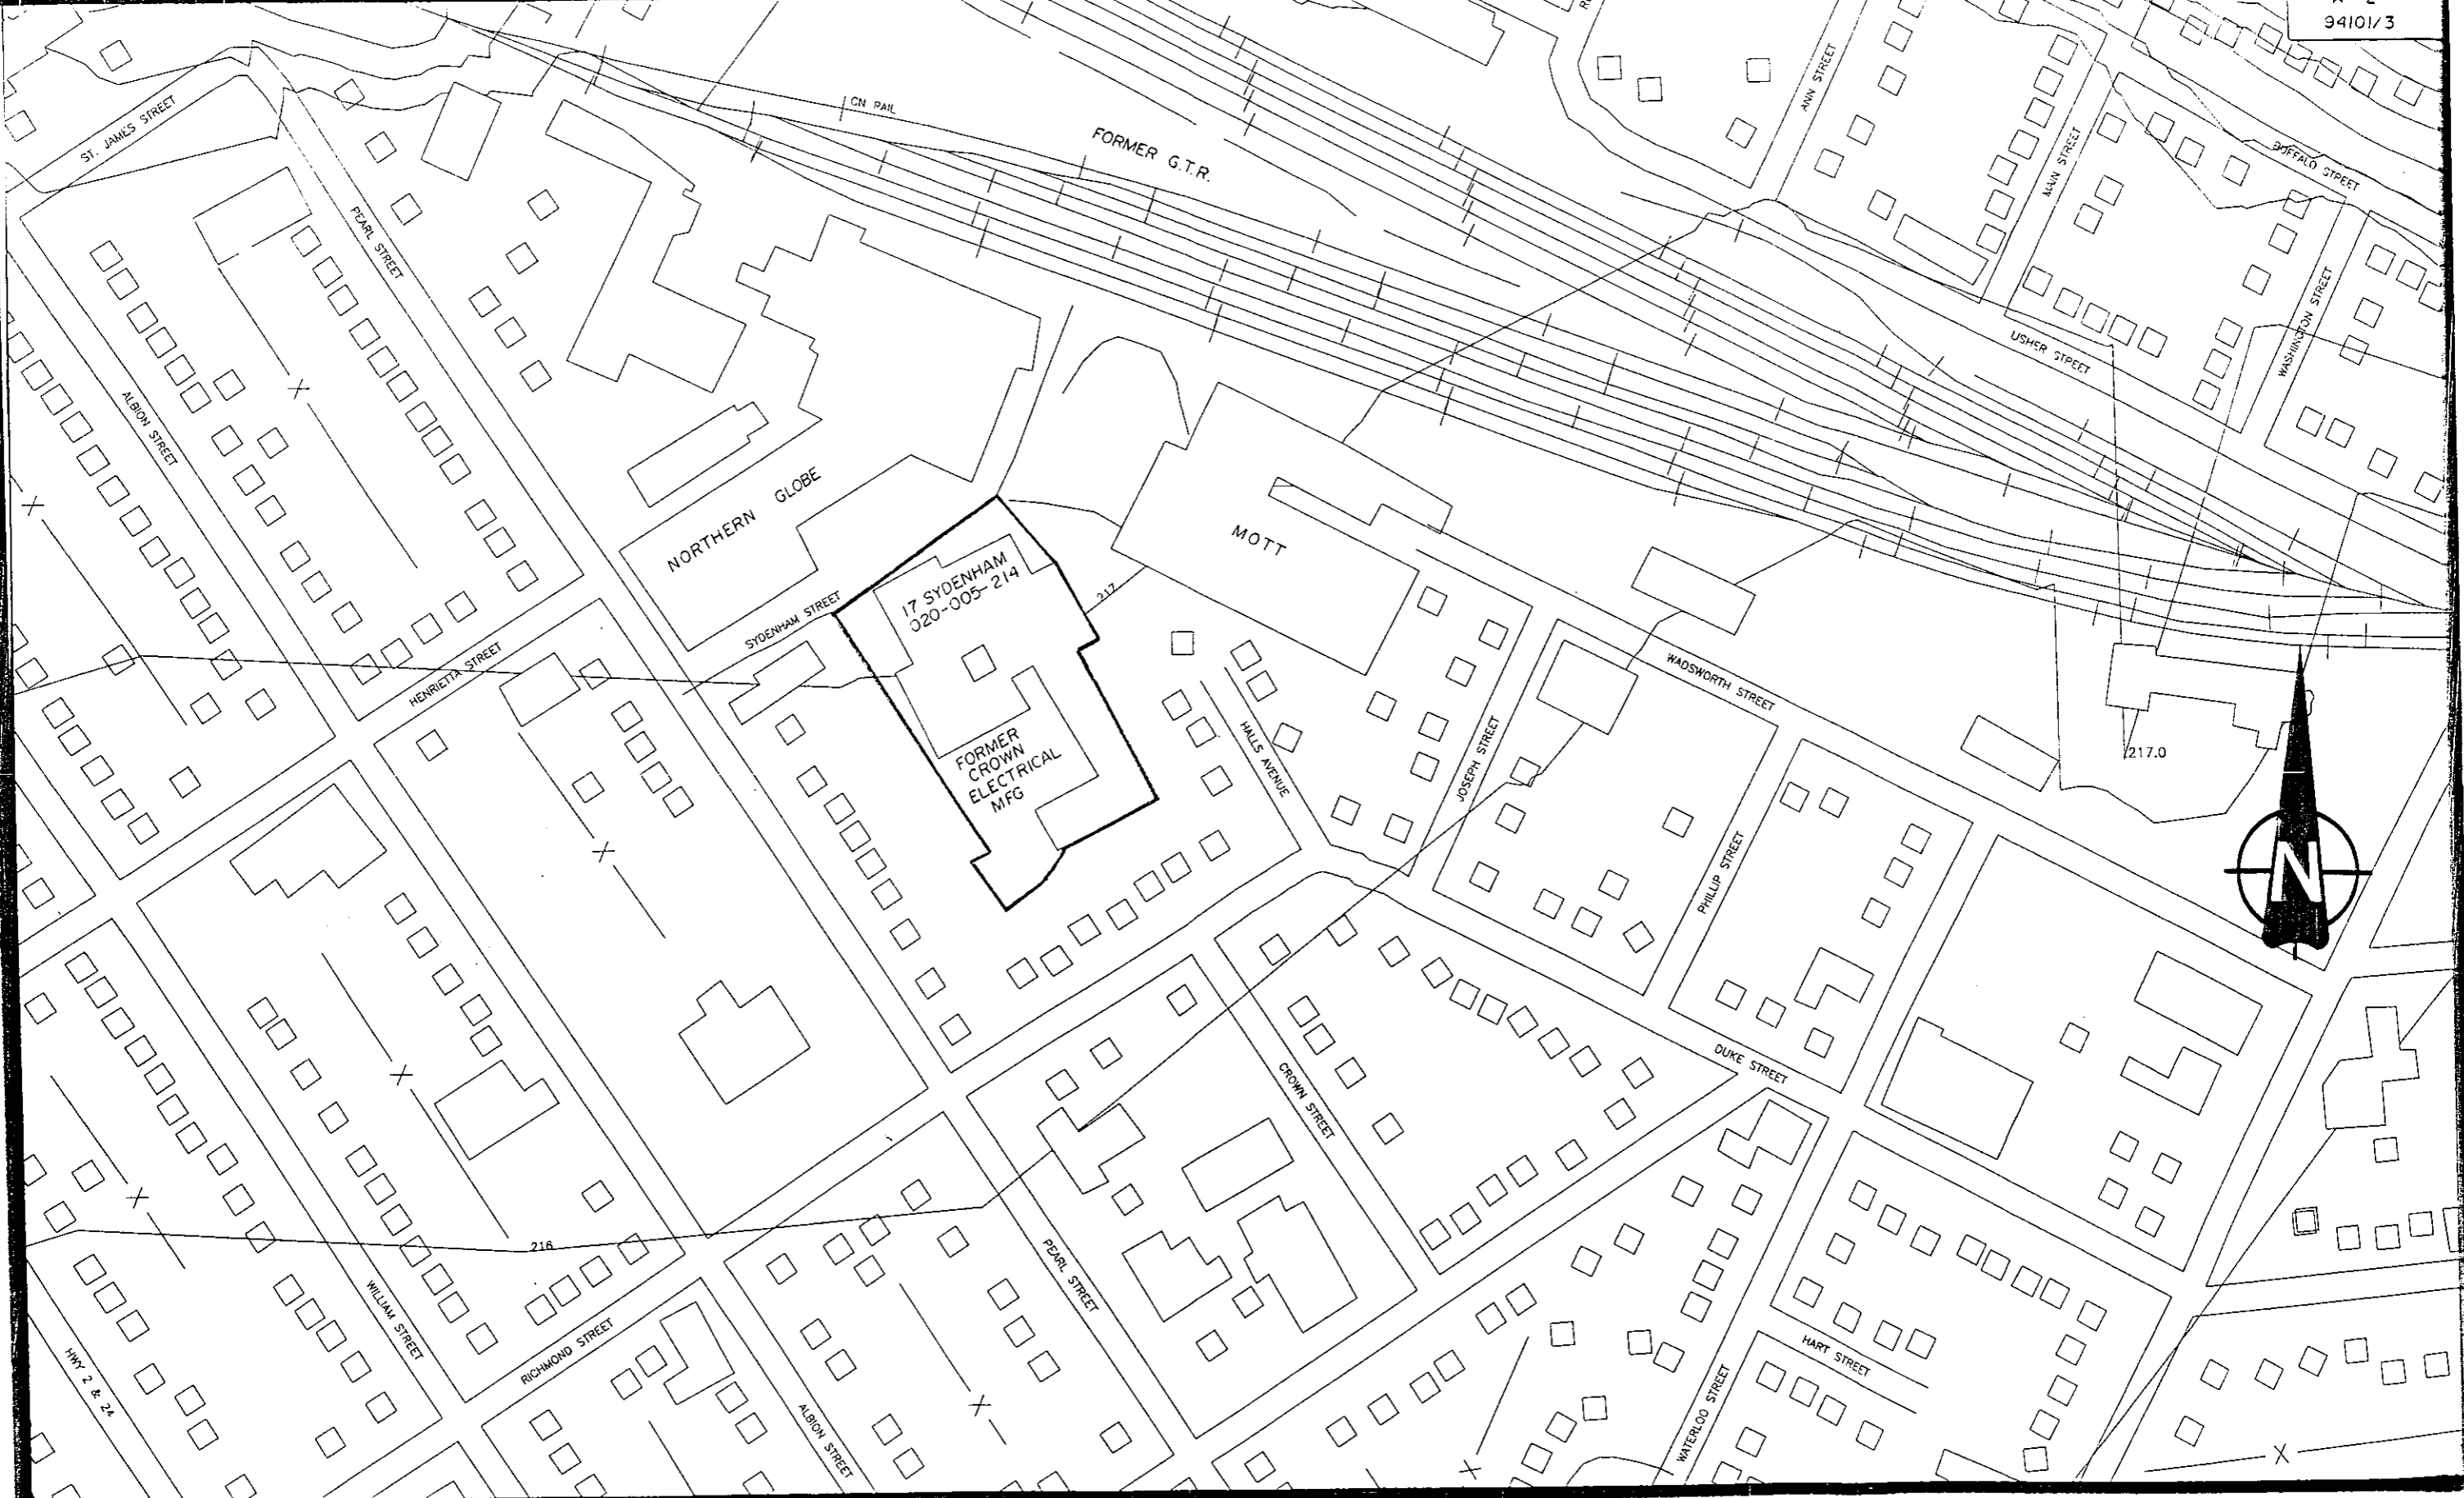 94101/3
CN RAIL
FORMER G.T.R.
ANN STREET
MAIN STREET
BUFFALO STREET
ST. JAMES STREET
PEARL STREET
USHER STREET
WASHINGTON STREET
ALBION STREET
NORTHERN GLOBE
MOTT
17 SYDENHAM
020-005-214
217
SYDENHAM STREET
HENRIETTA STREET
WADSWORTH STREET
FORMER
CROWN
ELECTRICAL
MFG
HALLS AVENUE
JOSEPH STREET
217.0
PHILLIP STREET
N
DUKE STREET
CROWN STREET
216
PEARL STREET
WILLIAM STREET
RICHMOND STREET
HWY 2 & 24
ALBION STREET
HART STREET
WATERLOO STREET